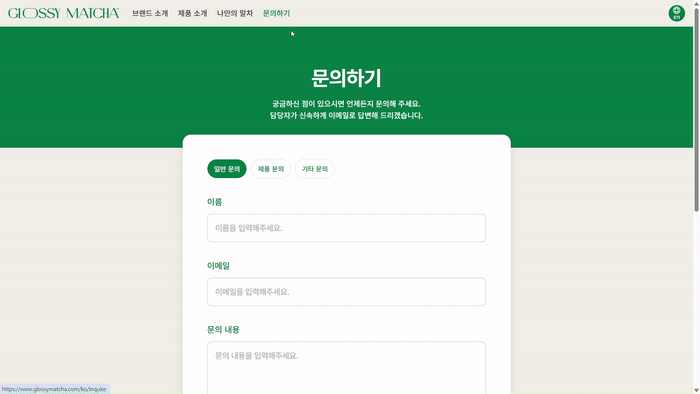 GLOSSY MATCHA
브랜드 소개 제품 소개 나만의 말차 문의하기
en
문의하기
궁금하신 점이 있으시면 언제든지 문의해 주세요.
담당자가 신속하게 이메일로 답변해 드리겠습니다.
일반 문의 제품 문의 기타 문의
이름
이름을 입력해주세요.
이메일
이메일을 입력해주세요.
문의 내용
문의 내용을 입력해주세요.
https://www.glossymatcha.com/ko/inquire